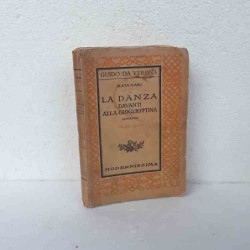 GUIDO DA VERONA
LA DANZA
DAVANTI
ALLA GHIGLIOTTINA
MODERNISSIMA